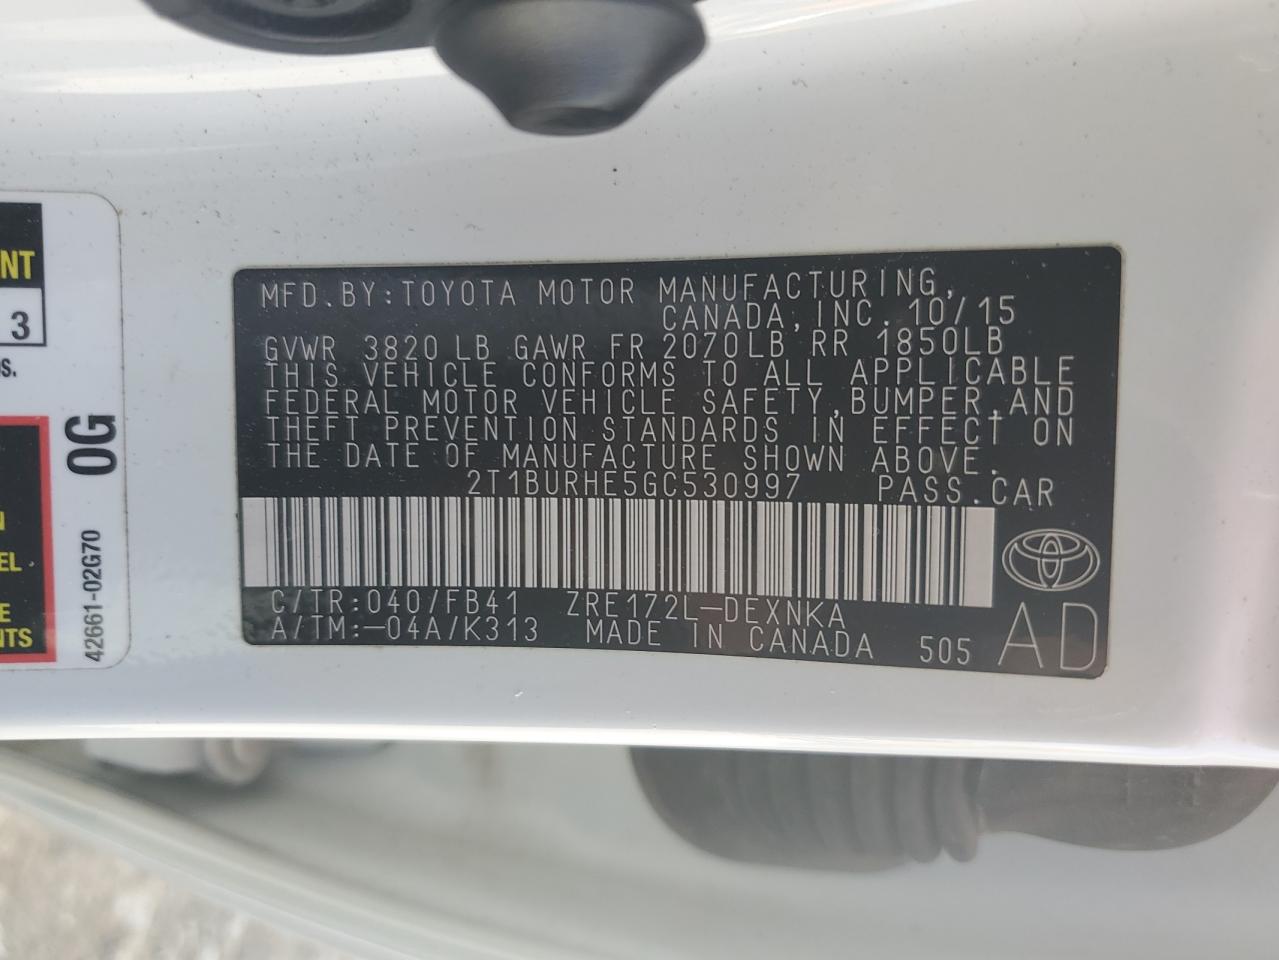 MFD.BY:TOYOTA MOTOR MANUFACTURING,
CANADA, INC. 10/15
GVWR 3820 LB GAWR FR 2070LB RR 1850LB
THIS VEHICLE CONFORMS TO ALL APPLICABLE
FEDERAL MOTOR VEHICLE SAFETY, BUMPER, AND
THEFT PREVENTION STANDARDS IN EFFECT ON
THE DATE OF MANUFACTURE SHOWN ABOVE.
2T1BURHE5GC530997 PASS.CAR
C/TR:040/FB41 ZRE172L-DEXNKA
A/TM:-04A/K313 MADE IN CANADA 505 AD
NT
3
S.
N
EL
E
NTS
0G
42661-02G70